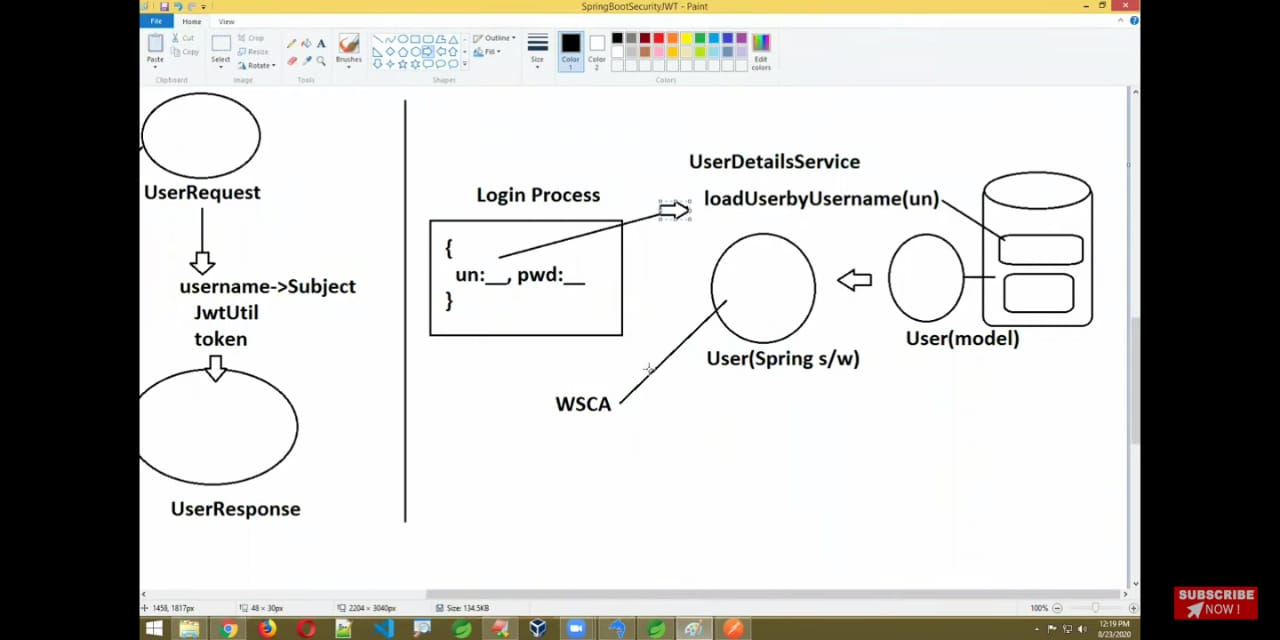 SpringBootSecurityJWT - Paint
File
Home
View
Paste
Cut
Copy
Clipboard
Select
Crop
Resize
Rotate
Image
A
Tools
Brushes
Outline
Fill
Shapes
Size
Color 1
Color 2
Edit colors
Colors
UserRequest
username->Subject
JwtUtil
token
UserResponse
Login Process
{
un:__, pwd:__
}
UserDetailsService
loadUserbyUsername(un)
User(Spring s/w)
User(model)
WSCA
1458, 1817px
48 × 30px
2204 × 3040px
Size: 134.5KB
100%
12:19 PM
8/23/2020
SUBSCRIBE
NOW !